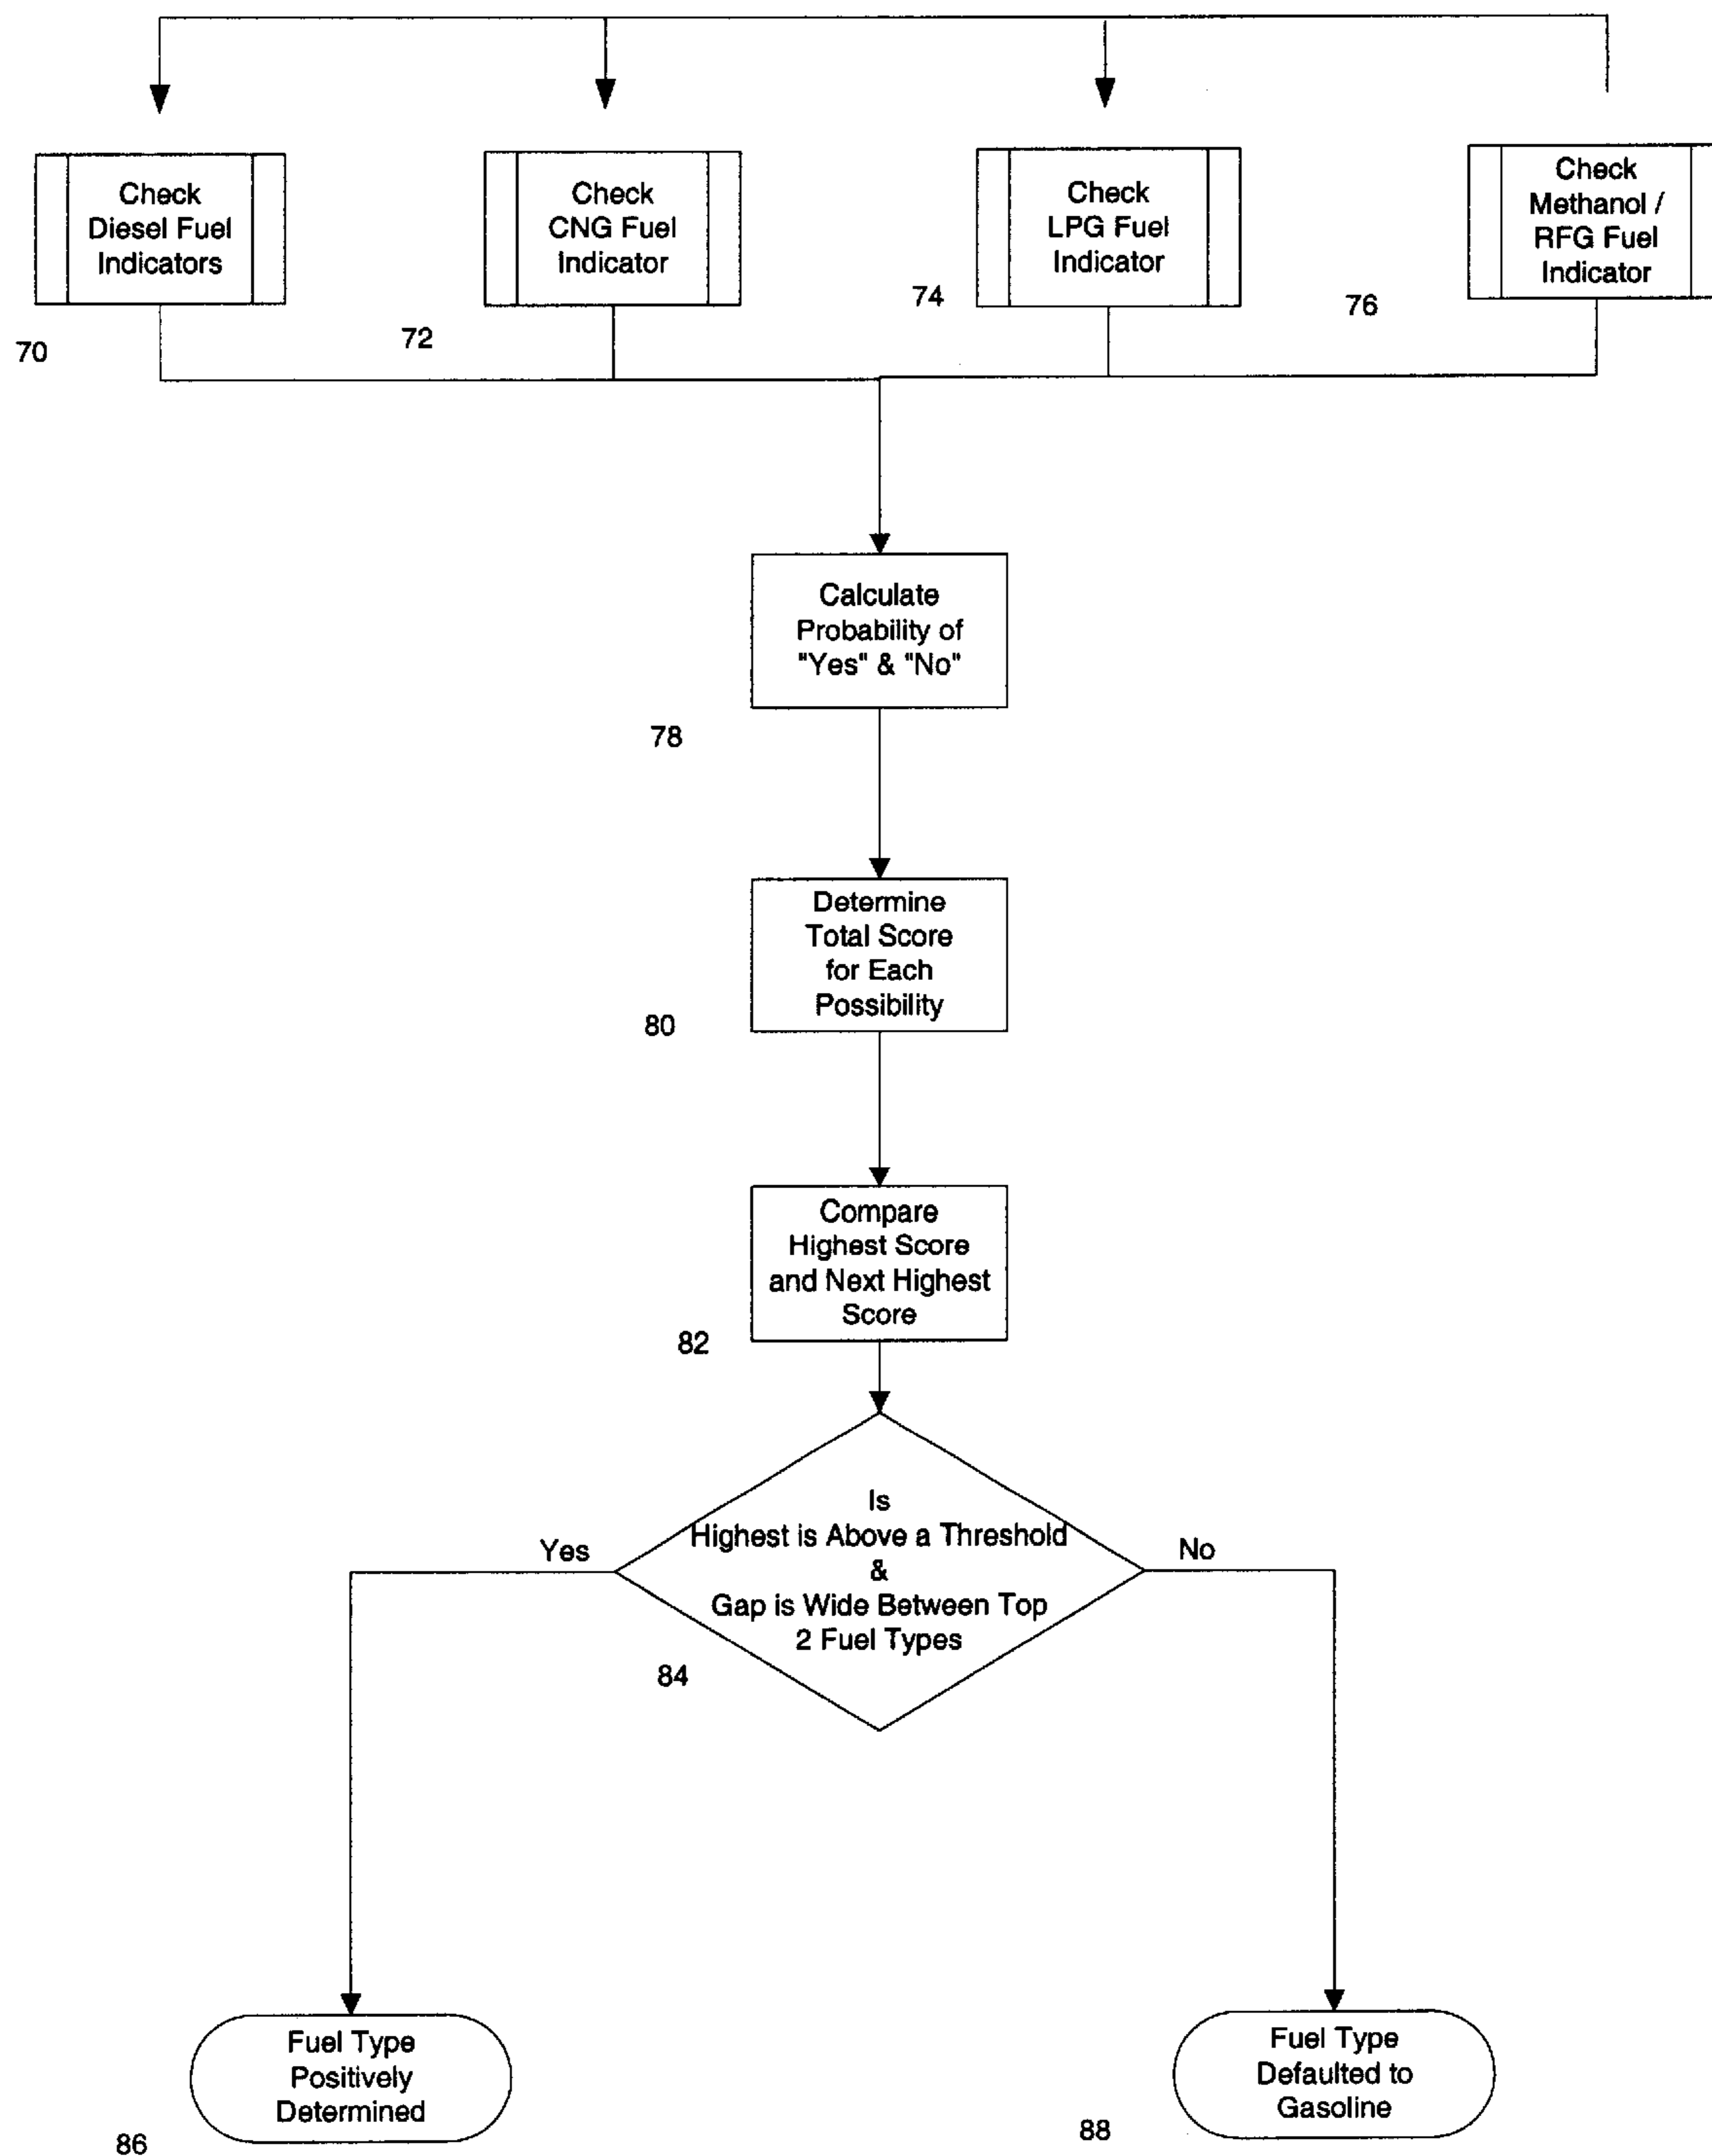 Check
Diesel Fuel
Indicators
70
Check
CNG Fuel
Indicator
72
Check
LPG Fuel
Indicator
74
Check
Methanol /
RFG Fuel
Indicator
76
Calculate
Probability of
"Yes" & "No"
78
Determine
Total Score
for Each
Possibility
80
Compare
Highest Score
and Next Highest
Score
82
Is
Highest is Above a Threshold
&
Gap is Wide Between Top
2 Fuel Types
84
Yes
No
Fuel Type
Positively
Determined
86
Fuel Type
Defaulted to
Gasoline
88